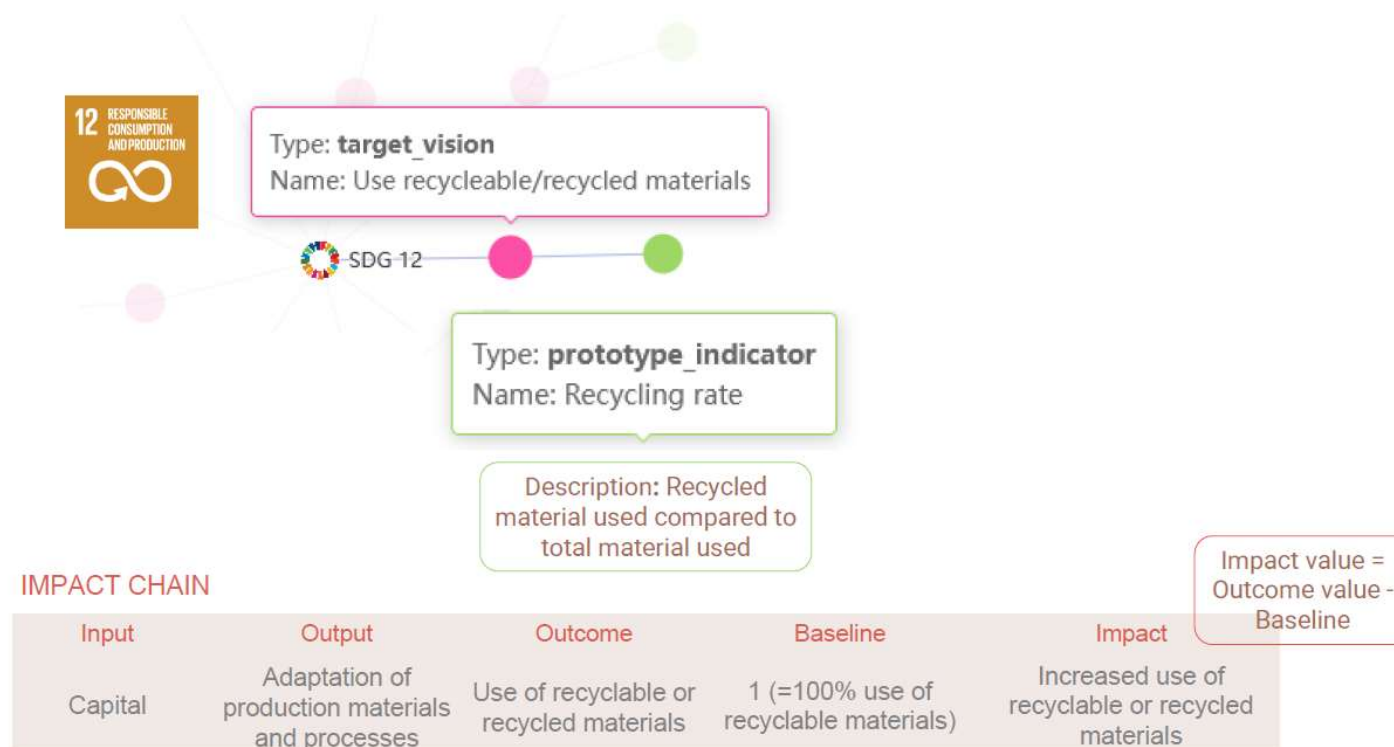 12 RESPONSIBLE
CONSUMPTION
AND PRODUCTION
Type: target_vision
Name: Use recycleable/recycled materials
SDG 12
Type: prototype_indicator
Name: Recycling rate
Description: Recycled
material used compared to
total material used
IMPACT CHAIN
Impact value =
Outcome value -
Baseline
Input
Output
Outcome
Baseline
Impact
Capital
Adaptation of
production materials
and processes
Use of recyclable or
recycled materials
1 (=100% use of
recyclable materials)
Increased use of
recyclable or recycled
materials